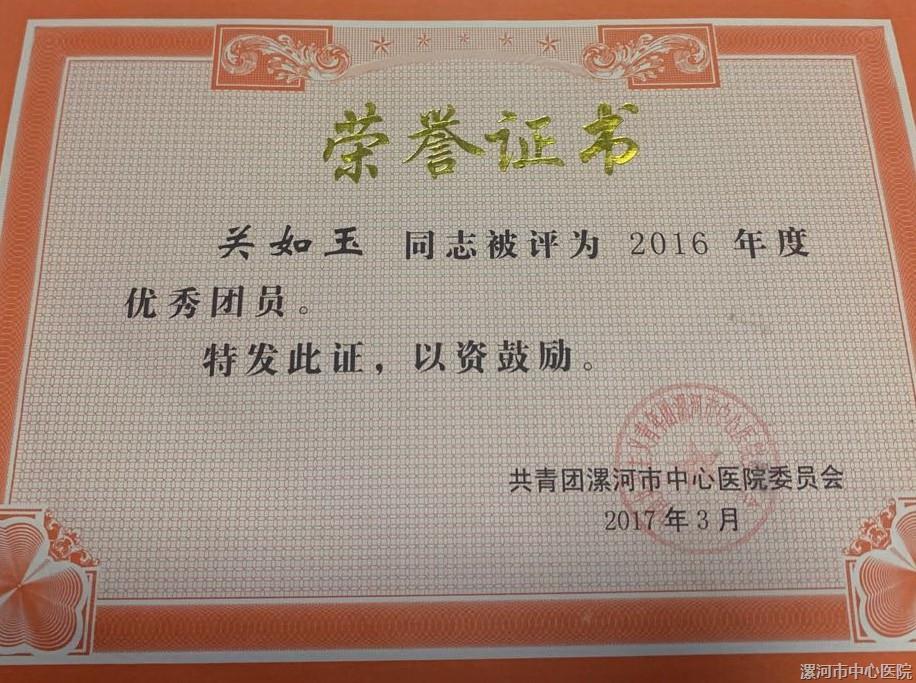 荣誉证书
关如玉 同志被评为 2016 年度
优秀团员。
特发此证，以资鼓励。
共青团漯河市中心医院委员会
2017年3月
漯河市中心医院